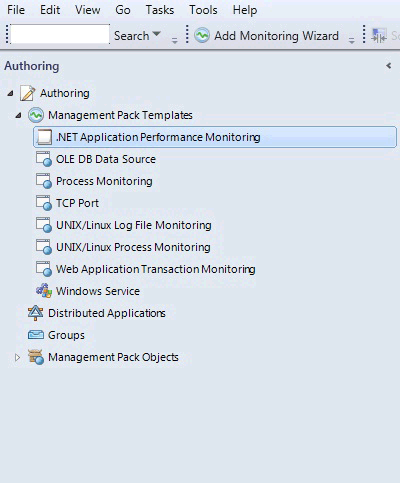 File Edit View Go Tasks Tools Help
Search Add Monitoring Wizard
Authoring
Authoring
Management Pack Templates
.NET Application Performance Monitoring
OLE DB Data Source
Process Monitoring
TCP Port
UNIX/Linux Log File Monitoring
UNIX/Linux Process Monitoring
Web Application Transaction Monitoring
Windows Service
Distributed Applications
Groups
Management Pack Objects